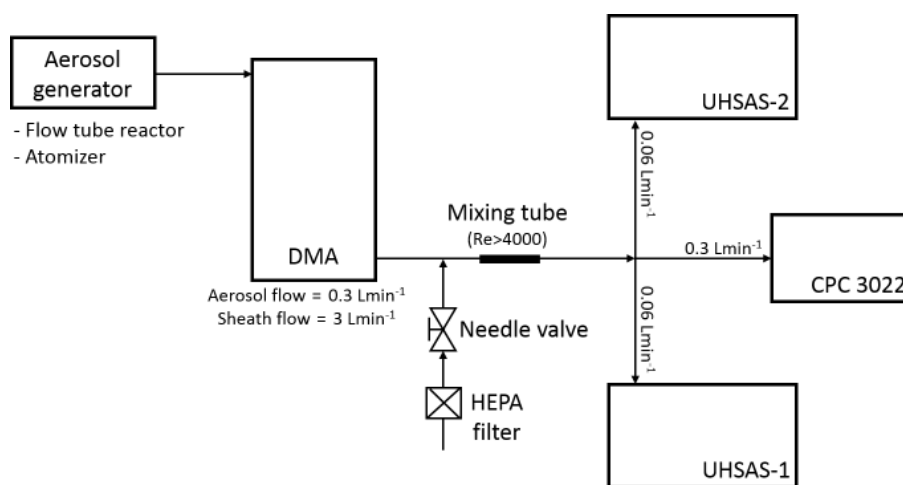 Aerosol
generator
- Flow tube reactor
- Atomizer
DMA
Aerosol flow = 0.3 Lmin⁻¹
Sheath flow = 3 Lmin⁻¹
Mixing tube
(Re>4000)
Needle valve
HEPA
filter
UHSAS-2
0.06 Lmin⁻¹
0.3 Lmin⁻¹
CPC 3022
0.06 Lmin⁻¹
UHSAS-1